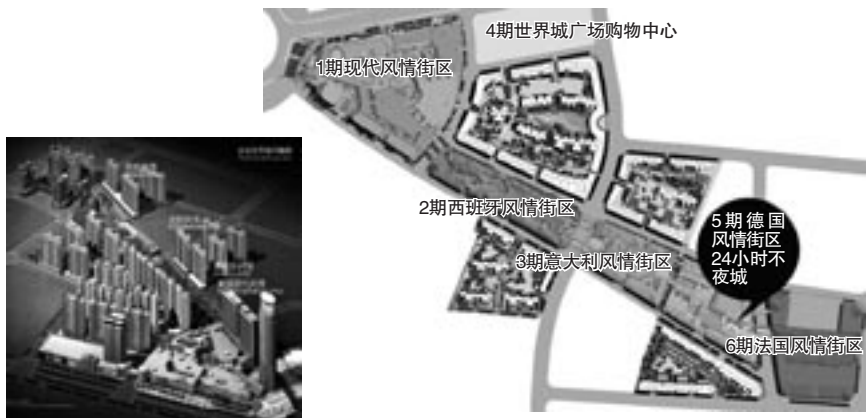 4期世界城广场购物中心
1期现代风情街区
2期西班牙风情街区
3期意大利风情街区
5期德国
风情街区
24小时不
夜城
6期法国风情街区